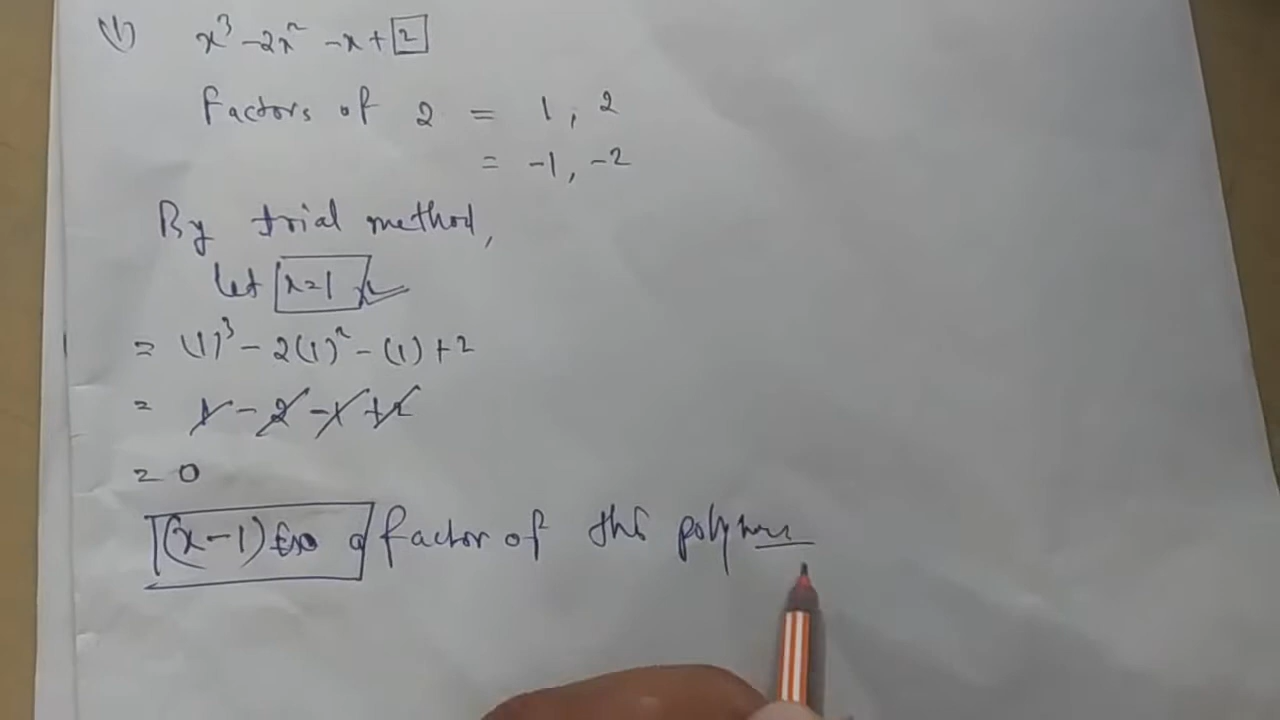 (1) x³ - 2x² - x + 2
Factors of 2 = 1, 2
= -1, -2
By trial method,
let x=1
= (1)³ - 2(1)² - (1) + 2
= 1 - 2 - 1 + 2
= 0
(x-1) a factor of the